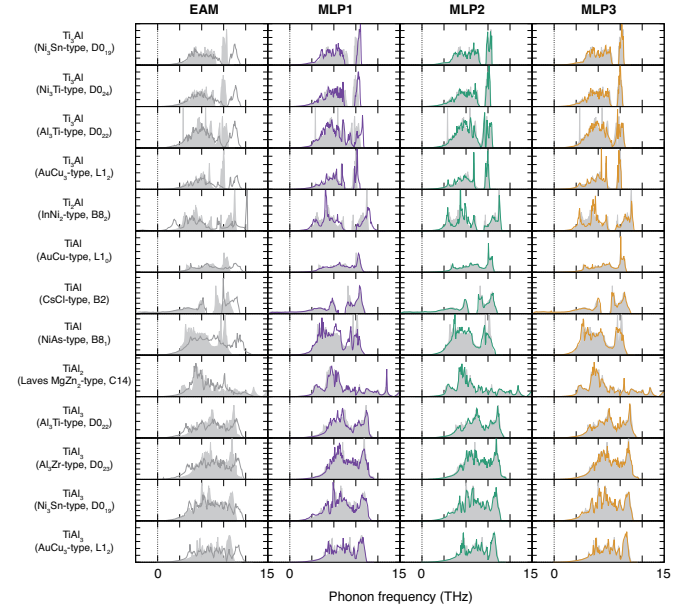 EAM MLP1 MLP2 MLP3
Ti3Al
(Ni3Sn-type, D019)
Ti3Al
(Ni3Ti-type, D024)
Ti3Al
(Al3Ti-type, D022)
Ti3Al
(AuCu3-type, L12)
Ti2Al
(InNi2-type, B82)
TiAl
(AuCu-type, L10)
TiAl
(CsCl-type, B2)
TiAl
(NiAs-type, B81)
TiAl2
(Laves MgZn2-type, C14)
TiAl3
(Al3Ti-type, D022)
TiAl3
(Al3Zr-type, D023)
TiAl3
(Ni3Sn-type, D019)
TiAl3
(AuCu3-type, L12)
0 15 0 15 0 15 0 15
Phonon frequency (THz)